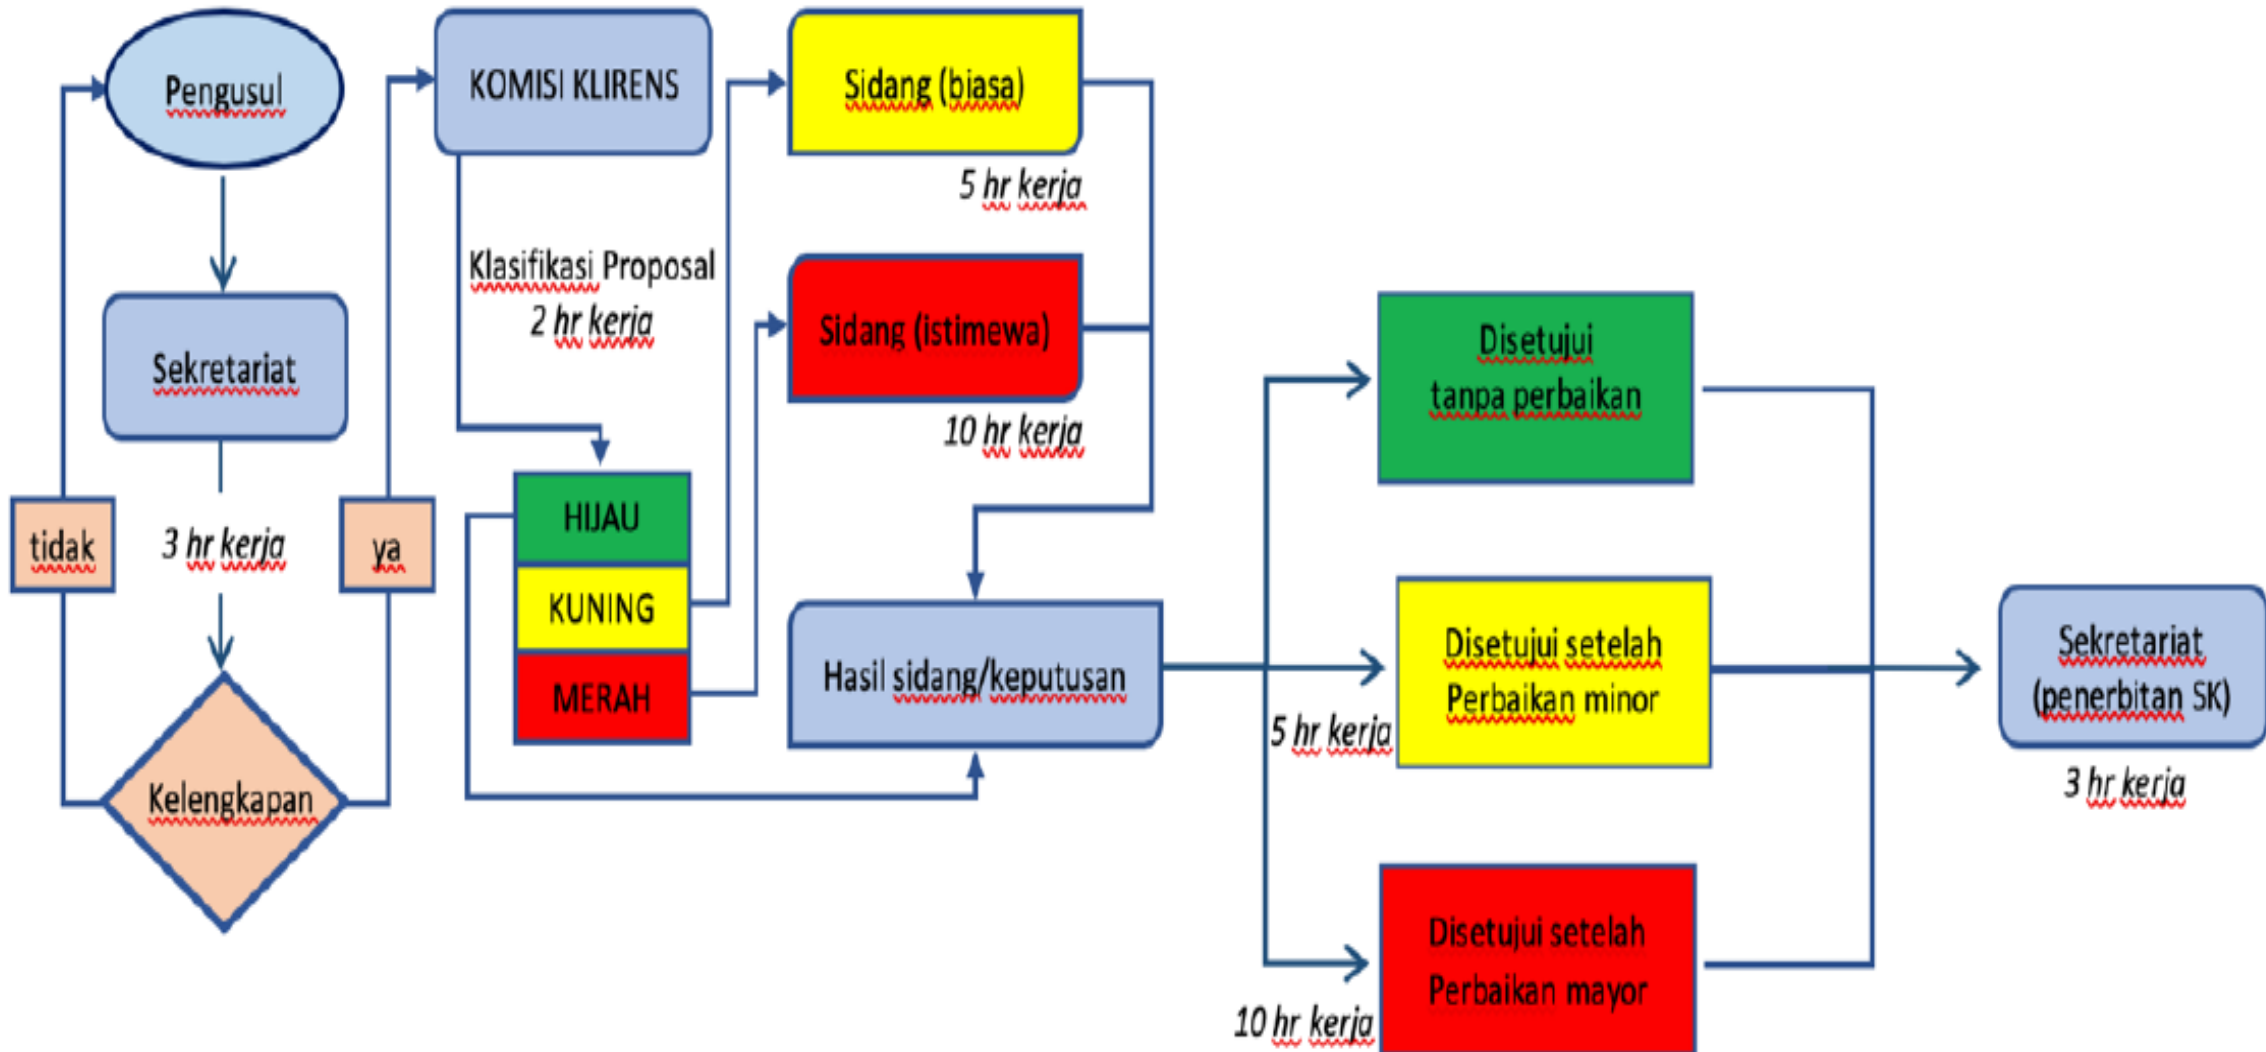 Pengusul
Sekretariat
3 hr kerja
tidak
ya
Kelengkapan
KOMISI KLIRENS
Klasifikasi Proposal
2 hr kerja
HIJAU
KUNING
MERAH
Sidang (biasa)
5 hr kerja
Sidang (istimewa)
10 hr kerja
Hasil sidang/keputusan
Disetujui
tanpa perbaikan
Disetujui setelah
Perbaikan minor
5 hr kerja
Disetujui setelah
Perbaikan mayor
10 hr kerja
Sekretariat
(penerbitan SK)
3 hr kerja